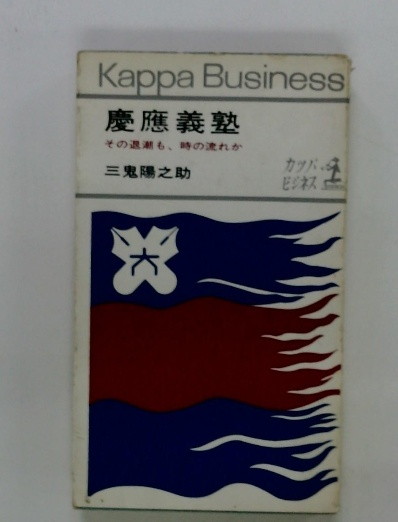 Kappa Business
慶應義塾
その退潮も、時の流れか
三鬼陽之助
カッパ・
ビジネス
大